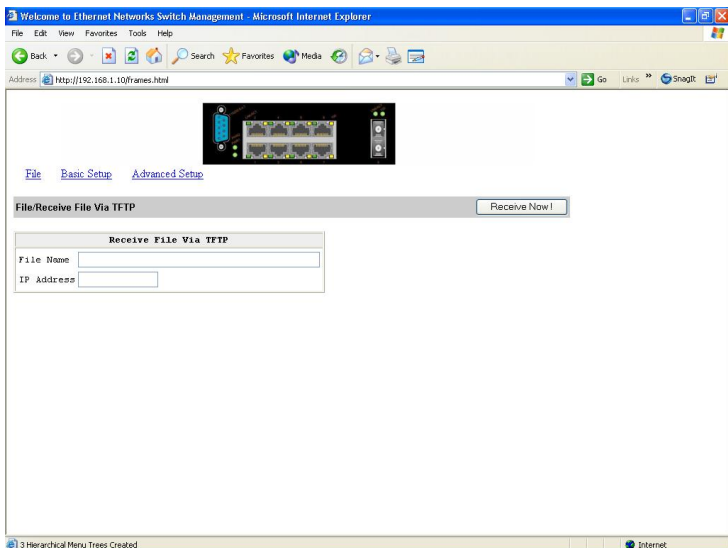 Welcome to Ethernet Networks Switch Management - Microsoft Internet Explorer
File Edit View Favorites Tools Help
Back Search Favorites Media
Address http://192.168.1.10/frames.html Go Links » SnagIt
File Basic Setup Advanced Setup
File/Receive File Via TFTP Receive Now!
Receive File Via TFTP
File Name
IP Address
3 Hierarchical Menu Trees Created Internet